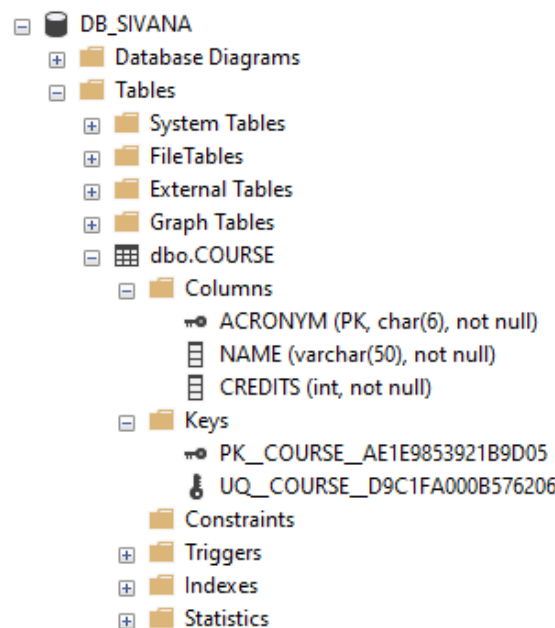 DB_SIVANA
Database Diagrams
Tables
System Tables
FileTables
External Tables
Graph Tables
dbo.COURSE
Columns
ACRONYM (PK, char(6), not null)
NAME (varchar(50), not null)
CREDITS (int, not null)
Keys
PK__COURSE__AE1E9853921B9D05
UQ__COURSE__D9C1FA000B576206
Constraints
Triggers
Indexes
Statistics